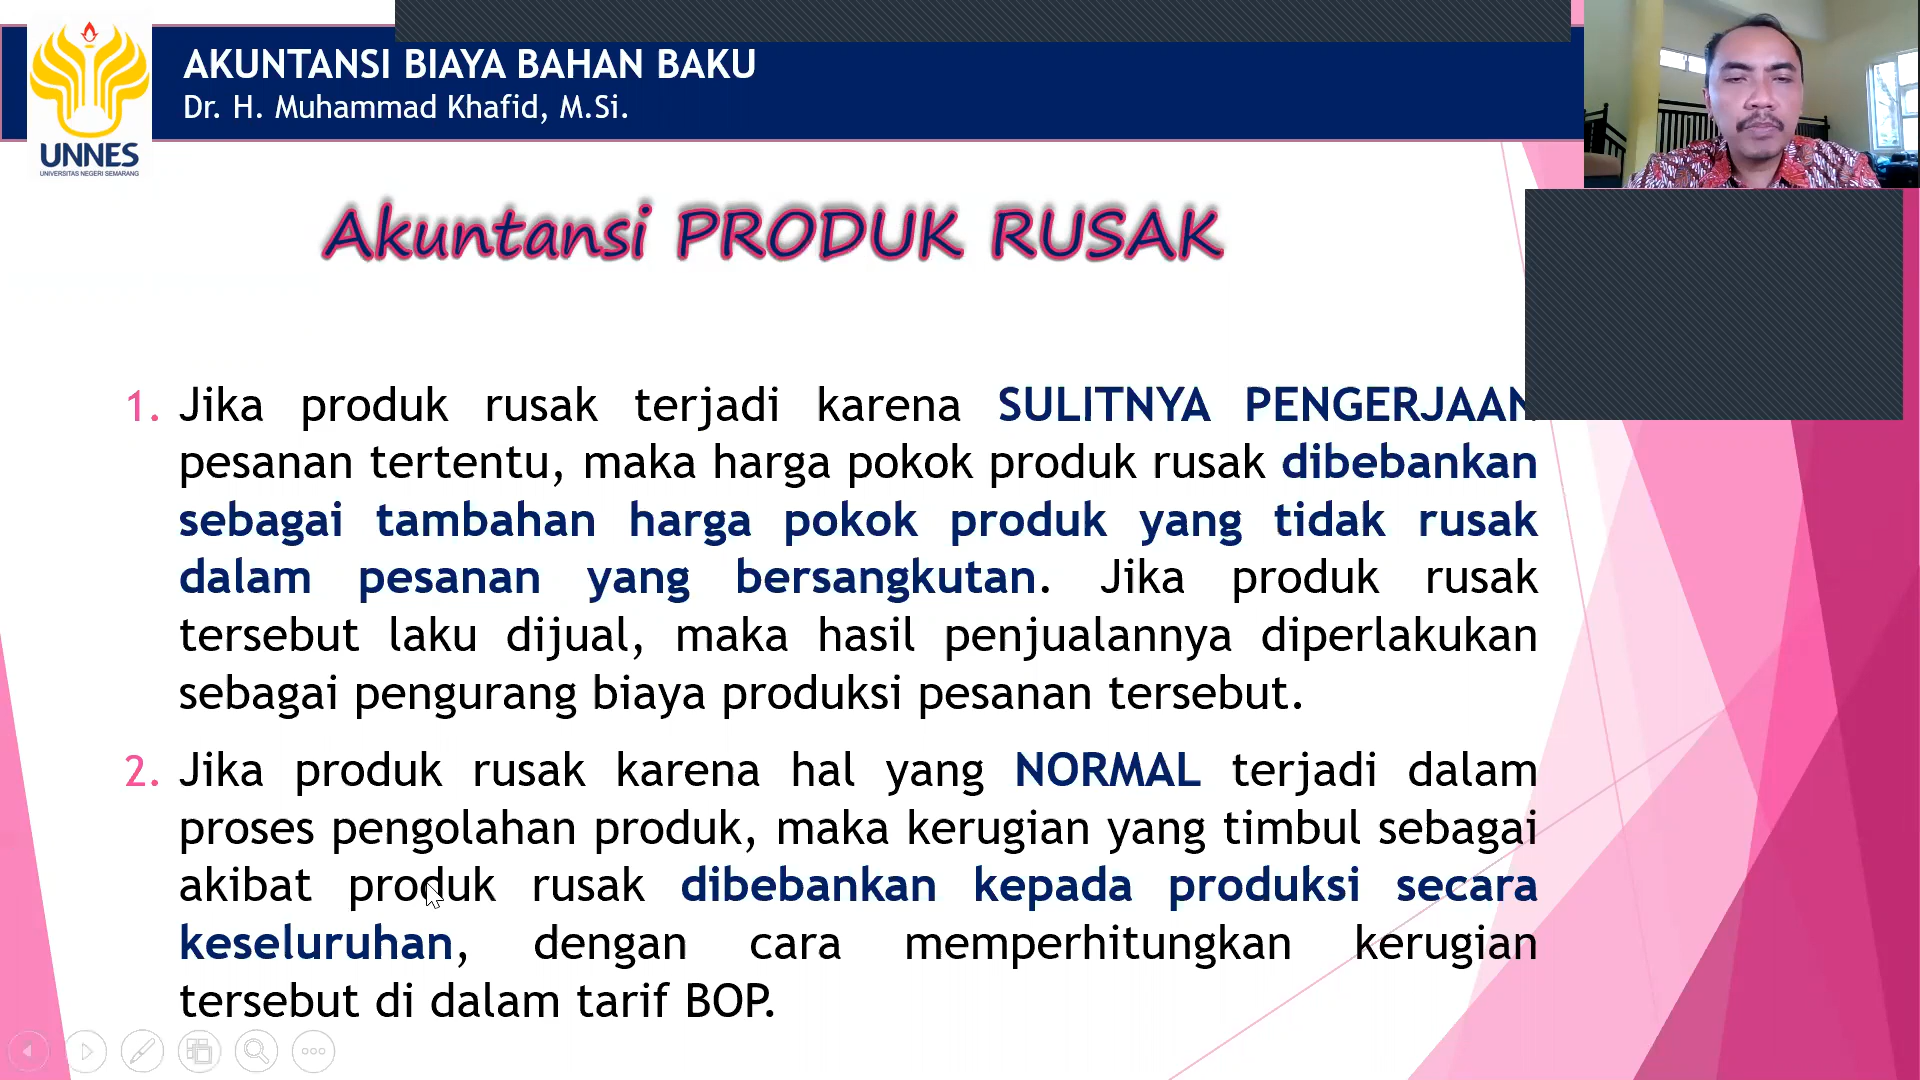 AKUNTANSI BIAYA BAHAN BAKU
Dr. H. Muhammad Khafid, M.Si.
UNNES
UNIVERSITAS NEGERI SEMARANG
Akuntansi PRODUK RUSAK
1. Jika produk rusak terjadi karena SULITNYA PENGERJAAN
pesanan tertentu, maka harga pokok produk rusak dibebankan
sebagai tambahan harga pokok produk yang tidak rusak
dalam pesanan yang bersangkutan. Jika produk rusak
tersebut laku dijual, maka hasil penjualannya diperlakukan
sebagai pengurang biaya produksi pesanan tersebut.
2. Jika produk rusak karena hal yang NORMAL terjadi dalam
proses pengolahan produk, maka kerugian yang timbul sebagai
akibat produk rusak dibebankan kepada produksi secara
keseluruhan, dengan cara memperhitungkan kerugian
tersebut di dalam tarif BOP.